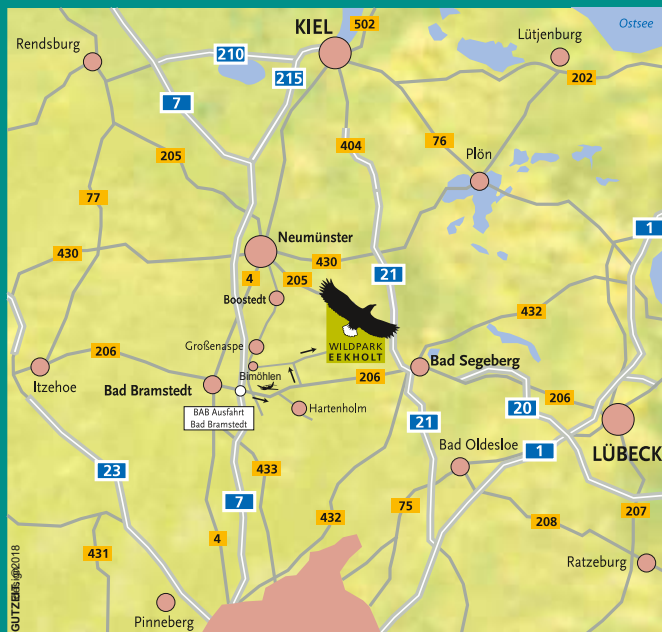 KIEL
502
Ostsee
Rendsburg
Lütjenburg
210
215
202
7
404
76
205
Plön
77
1
430
Neumünster
430
4
205
21
Boostedt
432
Großenaspe
WILDPARK
EEKHOLT
206
Bimöhlen
206
Bad Segeberg
Itzehoe
Bad Bramstedt
206
BAB Ausfahrt
Bad Bramstedt
Hartenholm
20
21
LÜBECK
Bad Oldesloe
1
23
433
7
75
432
207
208
4
431
Ratzeburg
Pinneberg
GUTZEIT